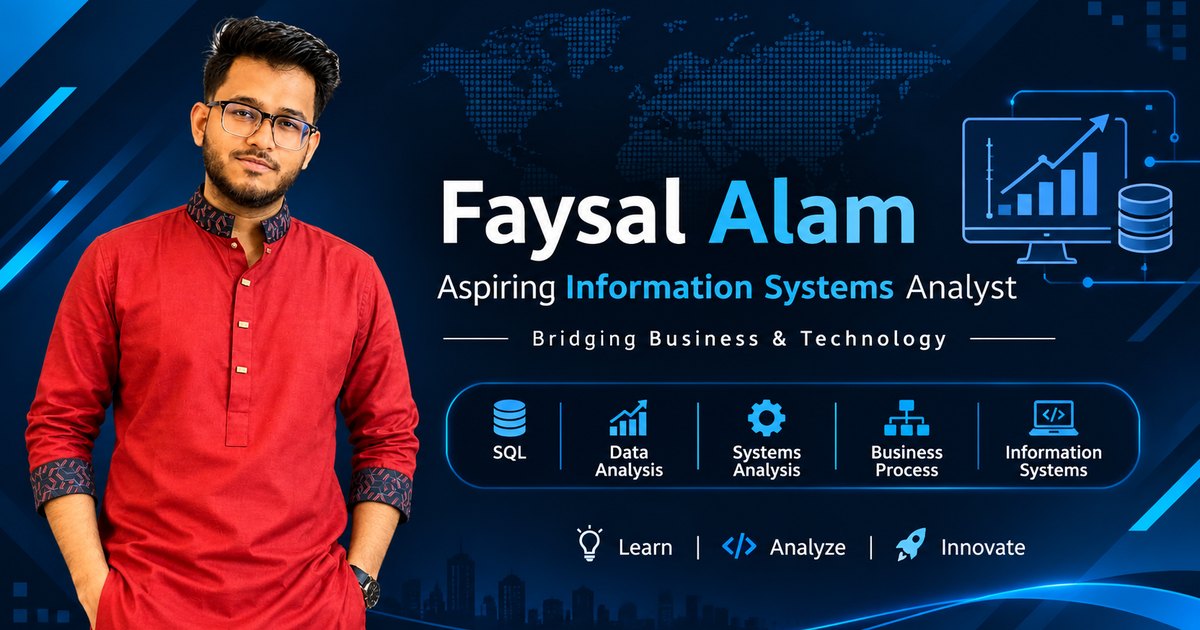 Faysal Alam
Aspiring Information Systems Analyst
Bridging Business & Technology
SQL
Data Analysis
Systems Analysis
Business Process
Information Systems
Learn | Analyze | Innovate